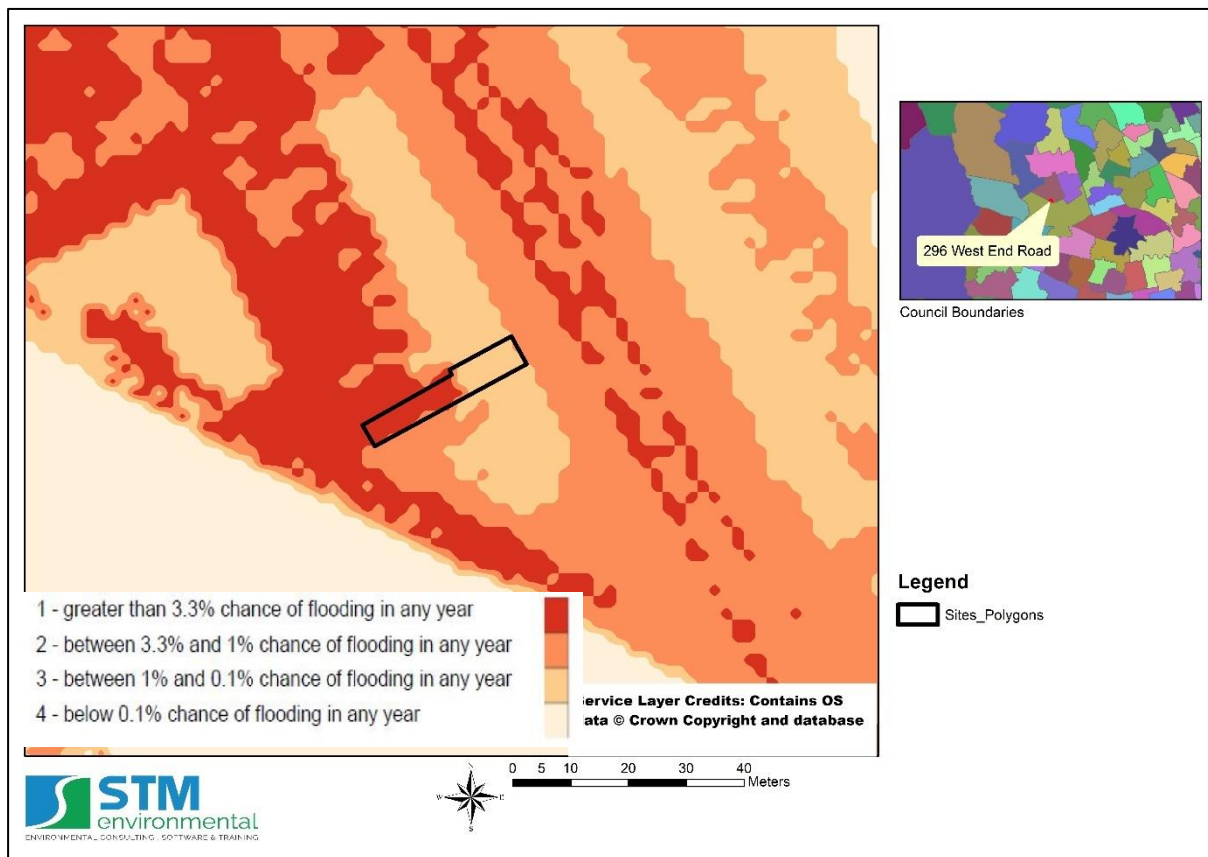 296 West End Road
Council Boundaries
Legend
Sites_Polygons
1 - greater than 3.3% chance of flooding in any year
2 - between 3.3% and 1% chance of flooding in any year
3 - between 1% and 0.1% chance of flooding in any year
4 - below 0.1% chance of flooding in any year
ervice Layer Credits: Contains OS
ata © Crown Copyright and database
STM
environmental
ENVIRONMENTAL CONSULTING, SOFTWARE & TRAINING
N
W E
S
0 5 10 20 30 40
Meters